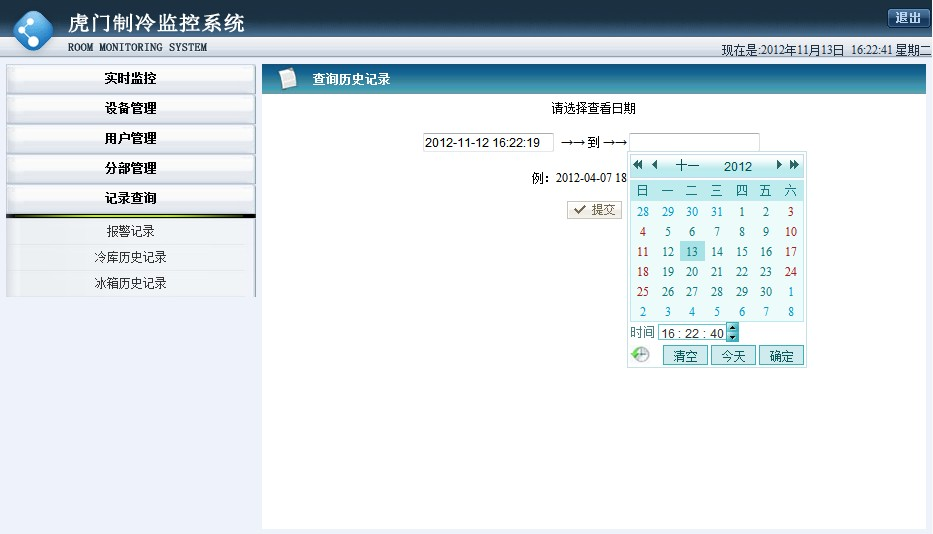 虎门制冷监控系统
ROOM MONITORING SYSTEM
退出
现在是:2012年11月13日 16:22:41 星期二
实时监控
设备管理
用户管理
分部管理
记录查询
报警记录
冷库历史记录
冰箱历史记录
查询历史记录
请选择查看日期
2012-11-12 16:22:19 →→到→→
例：2012-04-07 18
提交
十一 2012
日 一 二 三 四 五 六
28 29 30 31 1 2 3
4 5 6 7 8 9 10
11 12 13 14 15 16 17
18 19 20 21 22 23 24
25 26 27 28 29 30 1
2 3 4 5 6 7 8
时间 16 : 22 : 40
清空 今天 确定